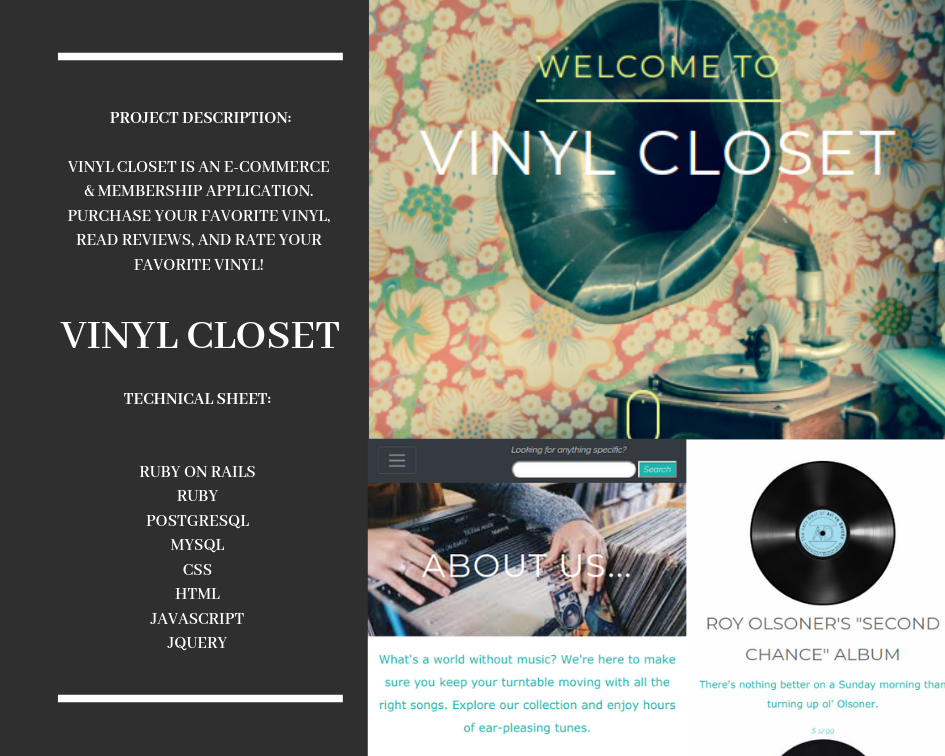 PROJECT DESCRIPTION:
VINYL CLOSET IS AN E-COMMERCE
& MEMBERSHIP APPLICATION.
PURCHASE YOUR FAVORITE VINYL,
READ REVIEWS, AND RATE YOUR
FAVORITE VINYL!
VINYL CLOSET
TECHNICAL SHEET:
RUBY ON RAILS
RUBY
POSTGRESQL
MYSQL
CSS
HTML
JAVASCRIPT
JQUERY
WELCOME TO
VINYL CLOSET
Looking for anything specific?
Search
ABOUT US...
What's a world without music? We're here to make
sure you keep your turntable moving with all the
right songs. Explore our collection and enjoy hours
of ear-pleasing tunes.
ROY OLSONER'S "SECOND
CHANCE" ALBUM
There's nothing better on a Sunday morning than
turning up ol' Olsoner.
$ 12.99